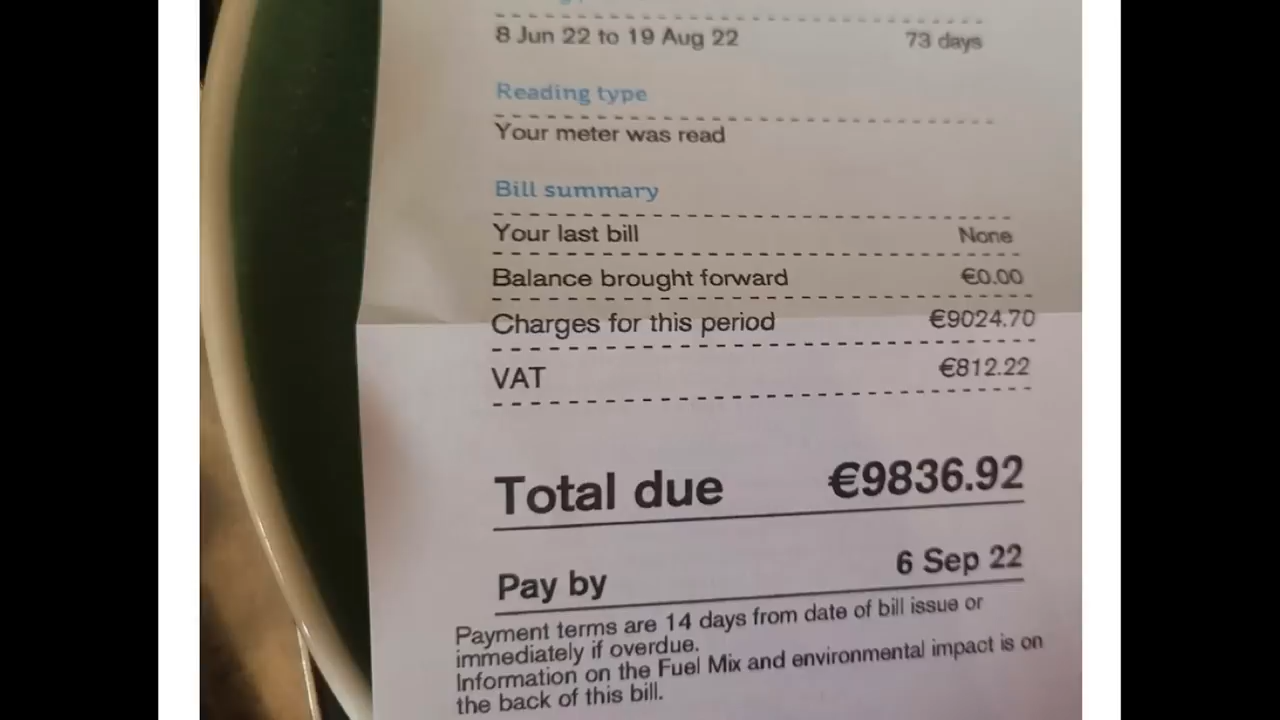 8 Jun 22 to 19 Aug 22 73 days
Reading type
Your meter was read
Bill summary
Your last bill None
Balance brought forward €0.00
Charges for this period €9024.70
VAT €812.22
Total due €9836.92
Pay by 6 Sep 22
Payment terms are 14 days from date of bill issue or
immediately if overdue.
Information on the Fuel Mix and environmental impact is on
the back of this bill.